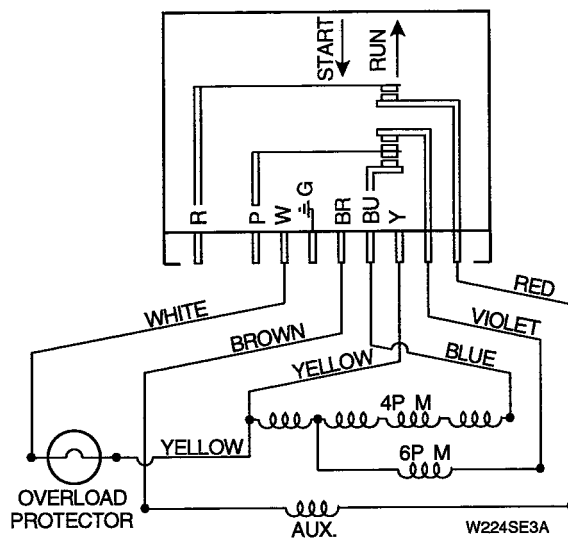 START
RUN
R
P
W
G
BR
BU
Y
RED
WHITE
VIOLET
BROWN
YELLOW
BLUE
4P M
YELLOW
6P M
OVERLOAD
PROTECTOR
AUX.
W224SE3A